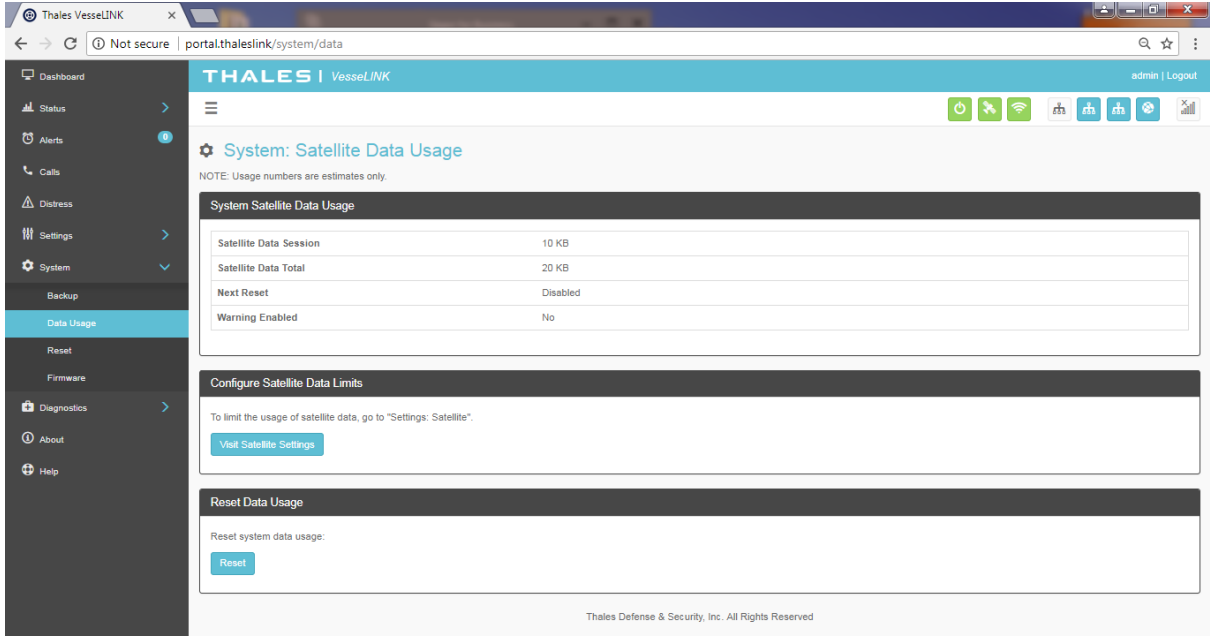 Thales VesseLINK
Not secure | portal.thaleslink/system/data
Dashboard
Status
Alerts 0
Calls
Distress
Settings
System
Backup
Data Usage
Reset
Firmware
Diagnostics
About
Help
THALES | VesseLINK
admin | Logout
System: Satellite Data Usage
NOTE: Usage numbers are estimates only.
System Satellite Data Usage
Satellite Data Session 10 KB
Satellite Data Total 20 KB
Next Reset Disabled
Warning Enabled No
Configure Satellite Data Limits
To limit the usage of satellite data, go to "Settings: Satellite".
Visit Satellite Settings
Reset Data Usage
Reset system data usage:
Reset
Thales Defense & Security, Inc. All Rights Reserved